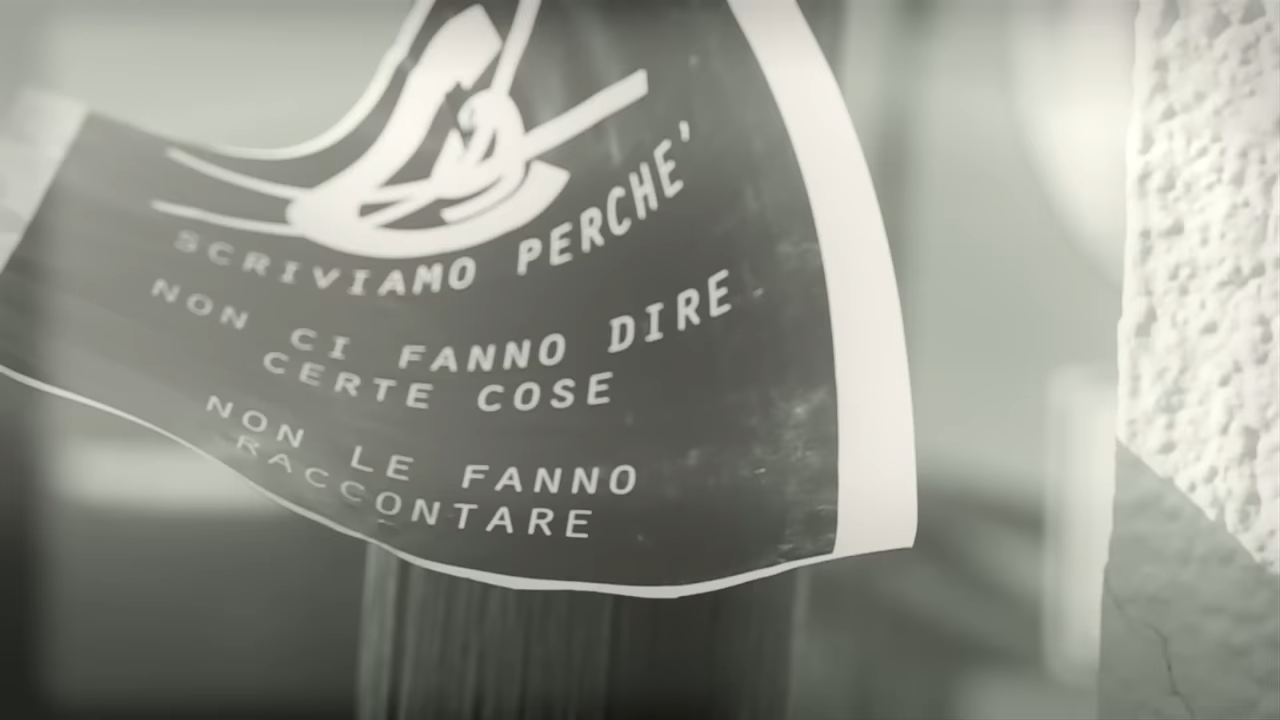 SCRIVIAMO PERCHE'
NON CI FANNO DIRE
CERTE COSE
NON LE FANNO
RACCONTARE